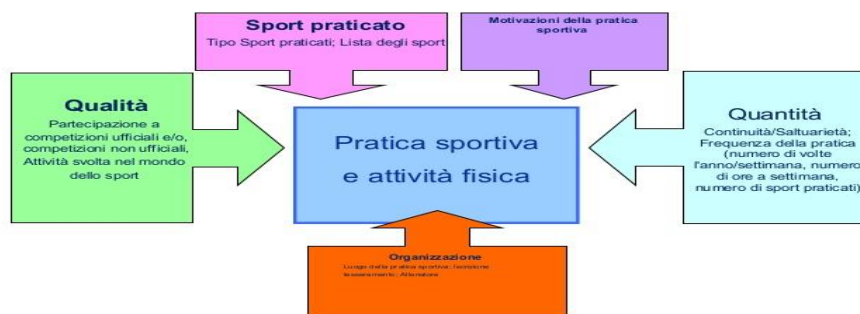 Sport praticato
Tipo Sport praticati; Lista degli sport
Motivazioni della pratica
sportiva
Qualità
Partecipazione a
competizioni ufficiali e/o,
competizioni non ufficiali,
Attività svolta nel mondo
dello sport
Pratica sportiva
e attività fisica
Quantità
Continuità/Saltuarietà;
Frequenza della pratica
(numero di volte
l'anno/settimana, numero
di ore a settimana,
numero di sport praticati)
Organizzazione
Luogo della pratica sportiva; Iscrizione
tesseramento; Allenatore